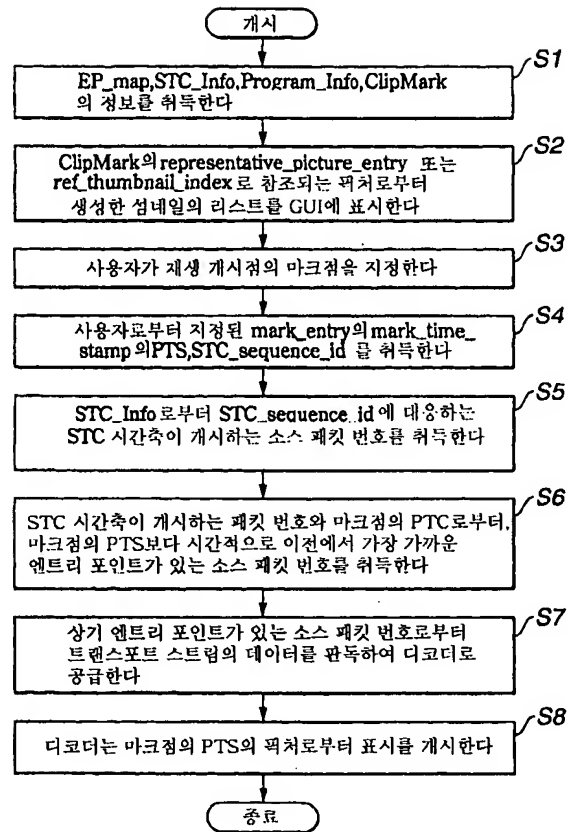 개시
S1
EP_map,STC_Info,Program_Info,ClipMark
의 정보를 취득한다
S2
ClipMark의 representative_picture_entry 또는
ref_thumbnail_index로 참조되는 픽처로부터
생성한 섬네일의 리스트를 GUI에 표시한다
S3
사용자가 재생 개시점의 마크점을 지정한다
S4
사용자로부터 지정된 mark_entry의 mark_time_
stamp의 PTS,STC_sequence_id 를 취득한다
S5
STC_Info로부터 STC_sequence_id에 대응하는
STC 시간축이 개시하는 소스 패킷 번호를 취득한다
S6
STC 시간축이 개시하는 패킷 번호와 마크점의 PTC로부터,
마크점의 PTS보다 시간적으로 이전에서 가장 가까운
엔트리 포인트가 있는 소스 패킷 번호를 취득한다
S7
상기 엔트리 포인트가 있는 소스 패킷 번호로부터
트랜스포트 스트림의 데이터를 판독하여 디코더로
공급한다
S8
디코더는 마크점의 PTS의 픽처로부터 표시를 개시한다
종료